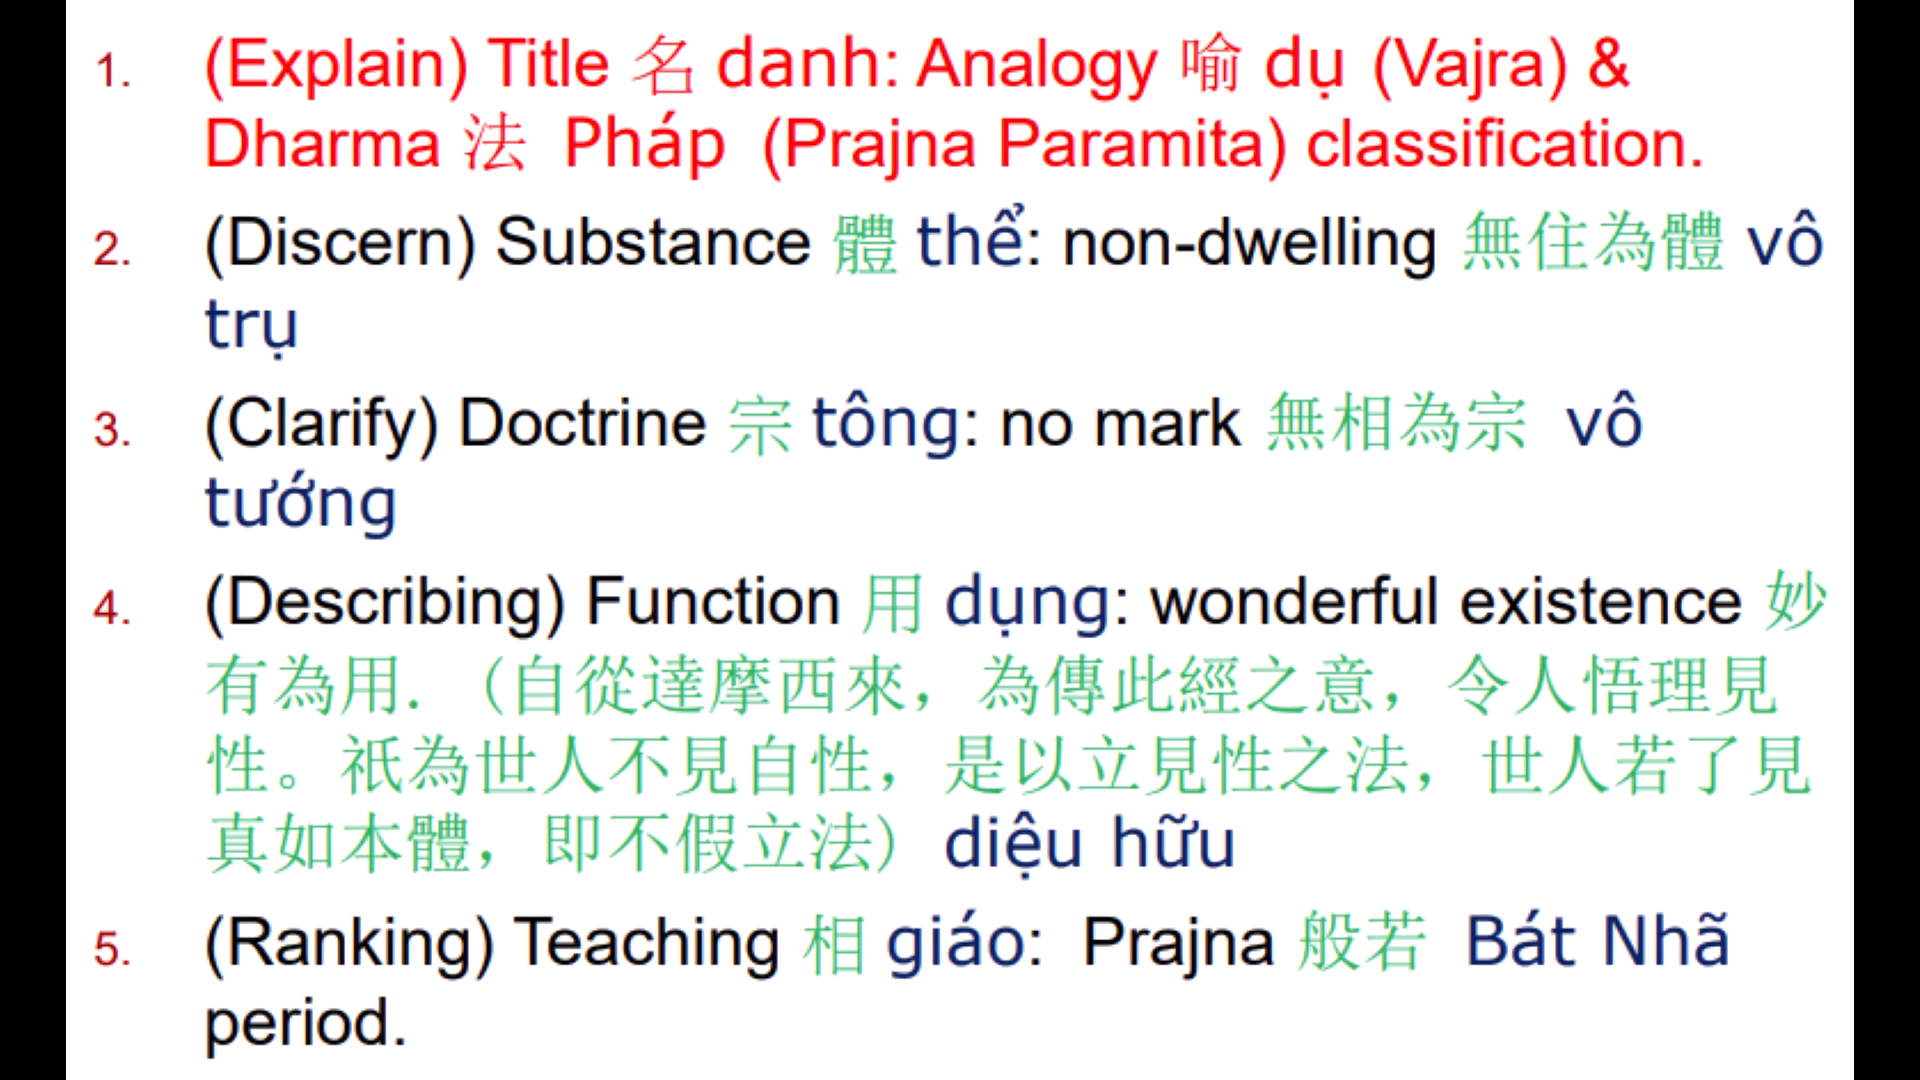 1. (Explain) Title 名 danh: Analogy 喻 dụ (Vajra) &
Dharma 法 Pháp (Prajna Paramita) classification.
2. (Discern) Substance 體 thể: non-dwelling 無住為體 vô
trụ
3. (Clarify) Doctrine 宗 tông: no mark 無相為宗 vô
tướng
4. (Describing) Function 用 dụng: wonderful existence 妙
有為用. (自從達摩西來，為傳此經之意，令人悟理見
性。祇為世人不見自性，是以立見性之法，世人若了見
真如本體，即不假立法) diệu hữu
5. (Ranking) Teaching 相 giáo: Prajna 般若 Bát Nhã
period.